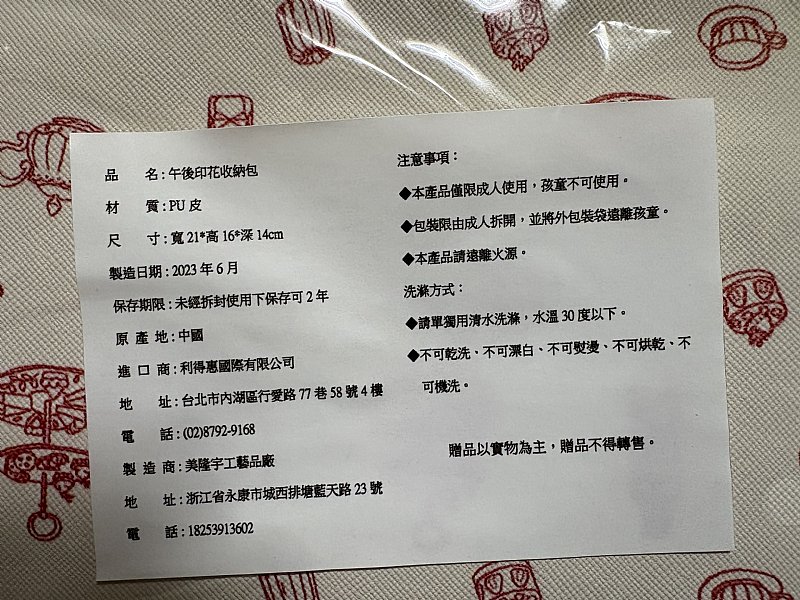 品 名：午後印花收納包
材 質：PU 皮
尺 寸：寬 21*高 16*深 14cm
製造日期：2023 年 6 月
保存期限：未經拆封使用下保存可 2 年
原 產 地：中國
進 口 商：利得惠國際有限公司
地 址：台北市內湖區行愛路 77 巷 58 號 4 樓
電 話：(02)8792-9168
製 造 商：美隆宇工藝品廠
地 址：浙江省永康市城西排塘藍天路 23 號
電 話：18253913602
注意事項：
◆本產品僅限成人使用，孩童不可使用。
◆包裝限由成人拆開，並將外包裝袋遠離孩童。
◆本產品請遠離火源。
洗滌方式：
◆請單獨用清水洗滌，水溫 30 度以下。
◆不可乾洗、不可漂白、不可熨燙、不可烘乾、不
可機洗。
贈品以實物為主，贈品不得轉售。